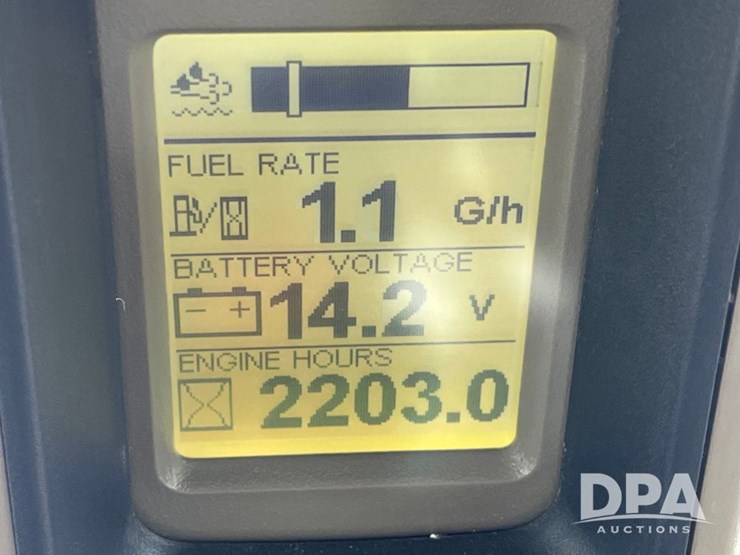 FUEL RATE
1.1 G/h
BATTERY VOLTAGE
- + 14.2 V
ENGINE HOURS
2203.0
DPA
AUCTIONS